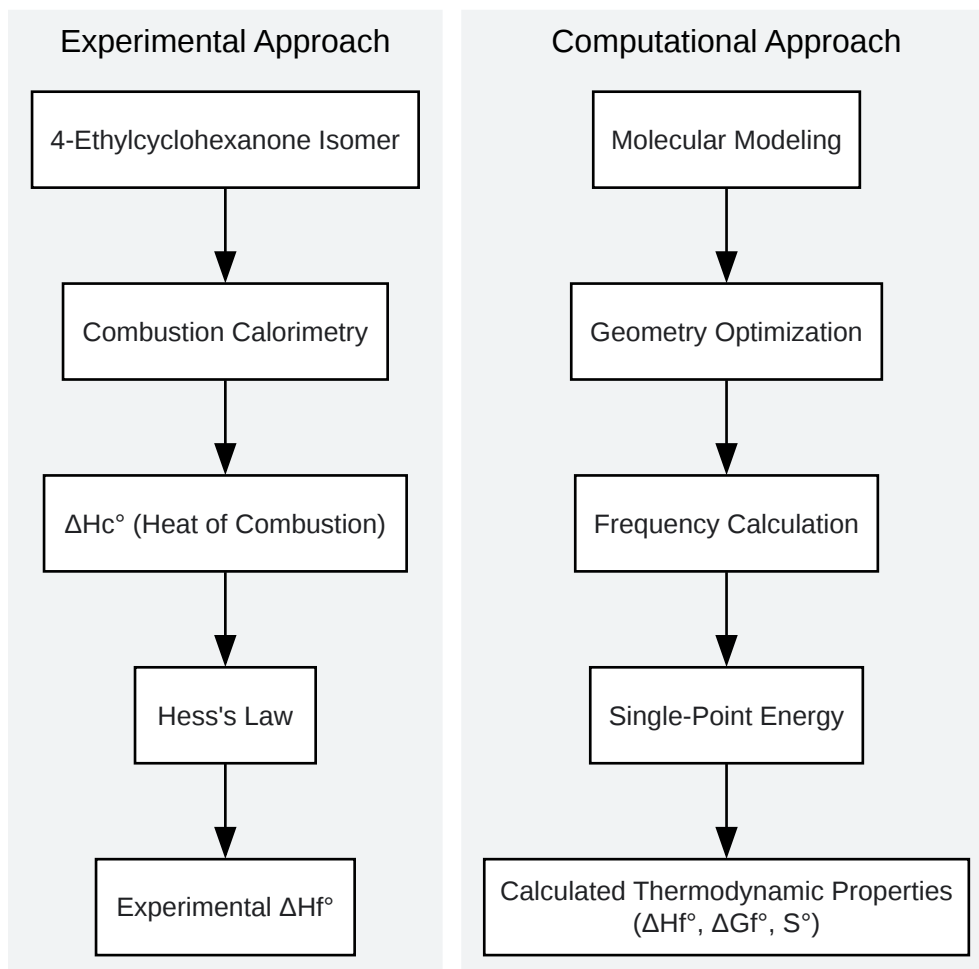 Experimental Approach
4-Ethylcyclohexanone Isomer
Combustion Calorimetry
ΔHc° (Heat of Combustion)
Hess's Law
Experimental ΔHf°
Computational Approach
Molecular Modeling
Geometry Optimization
Frequency Calculation
Single-Point Energy
Calculated Thermodynamic Properties
(ΔHf°, ΔGf°, S°)